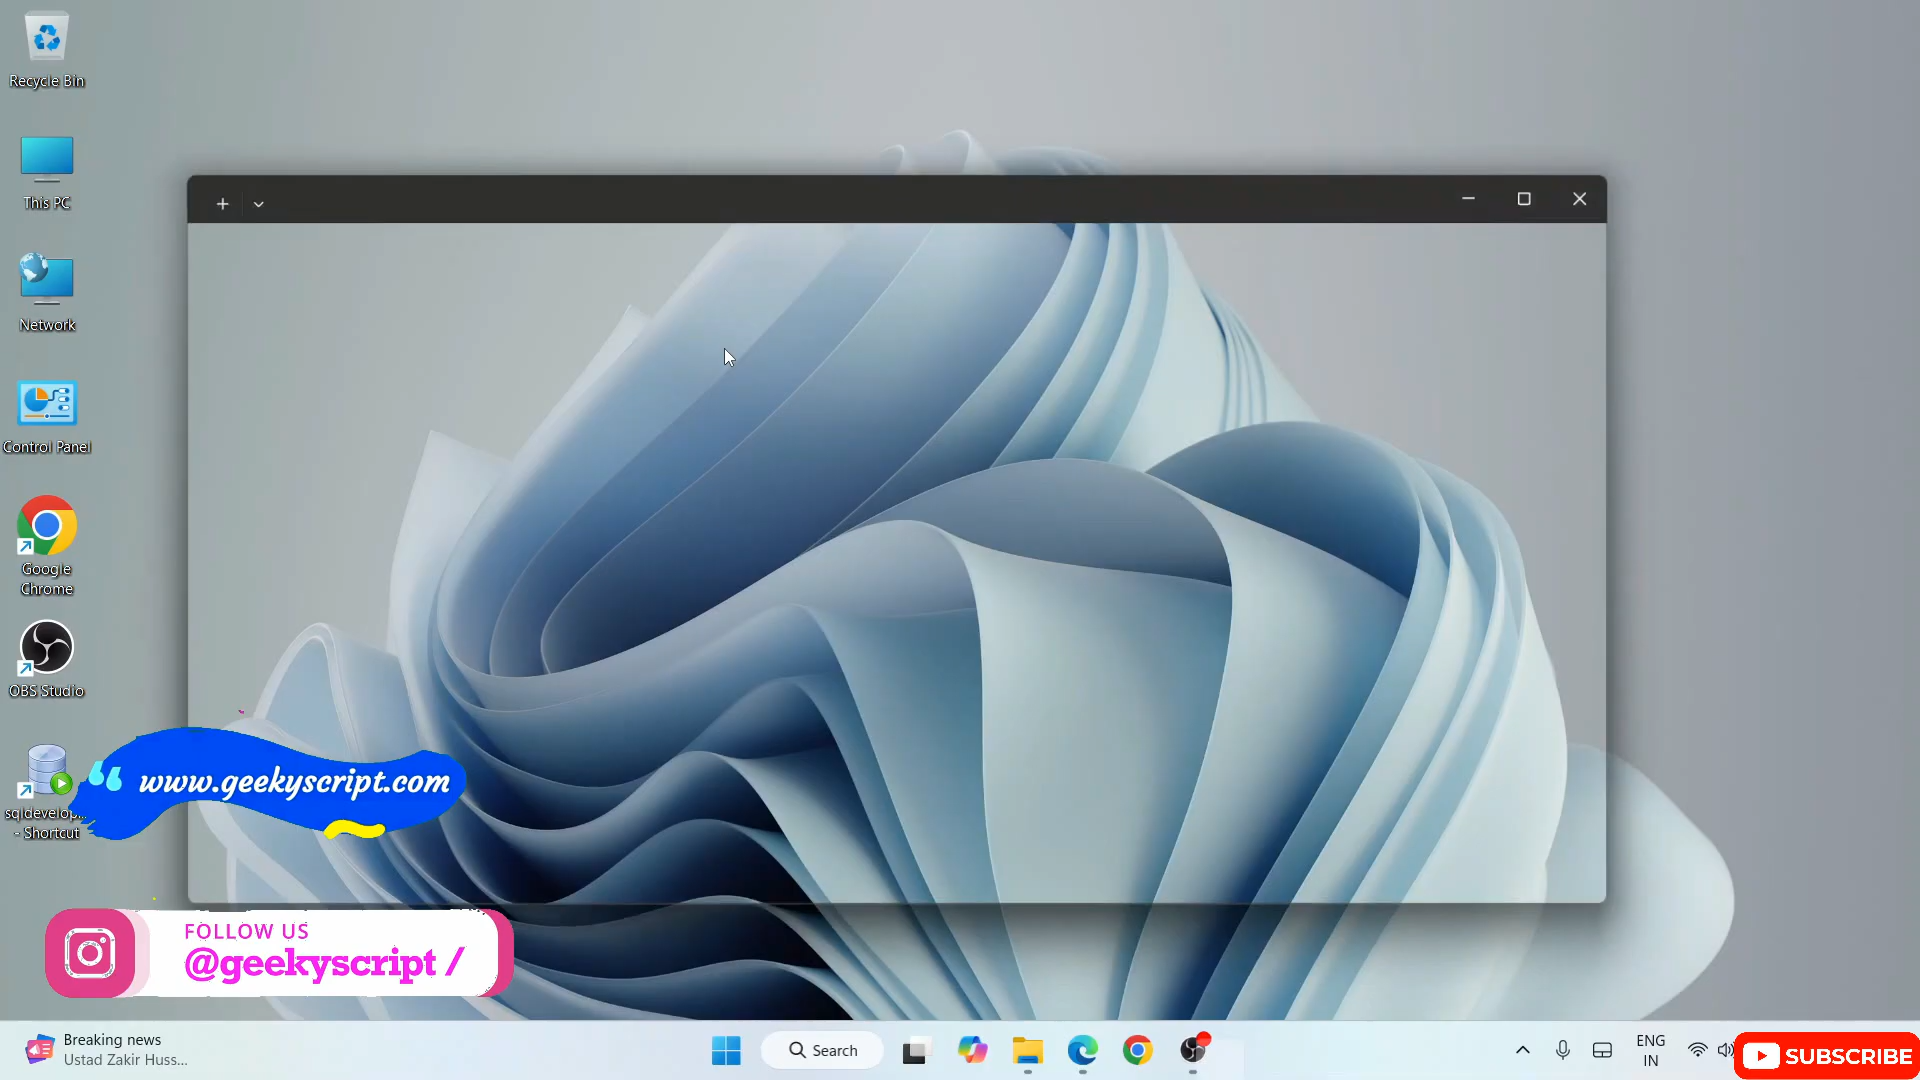 Recycle Bin
This PC
Network
Control Panel
Google
Chrome
OBS Studio
sqldevelop...
- Shortcut
www.geekyscript.com
FOLLOW US
@geekyscript /
Breaking news
Ustad Zakir Huss...
Search
ENG
IN
SUBSCRIBE